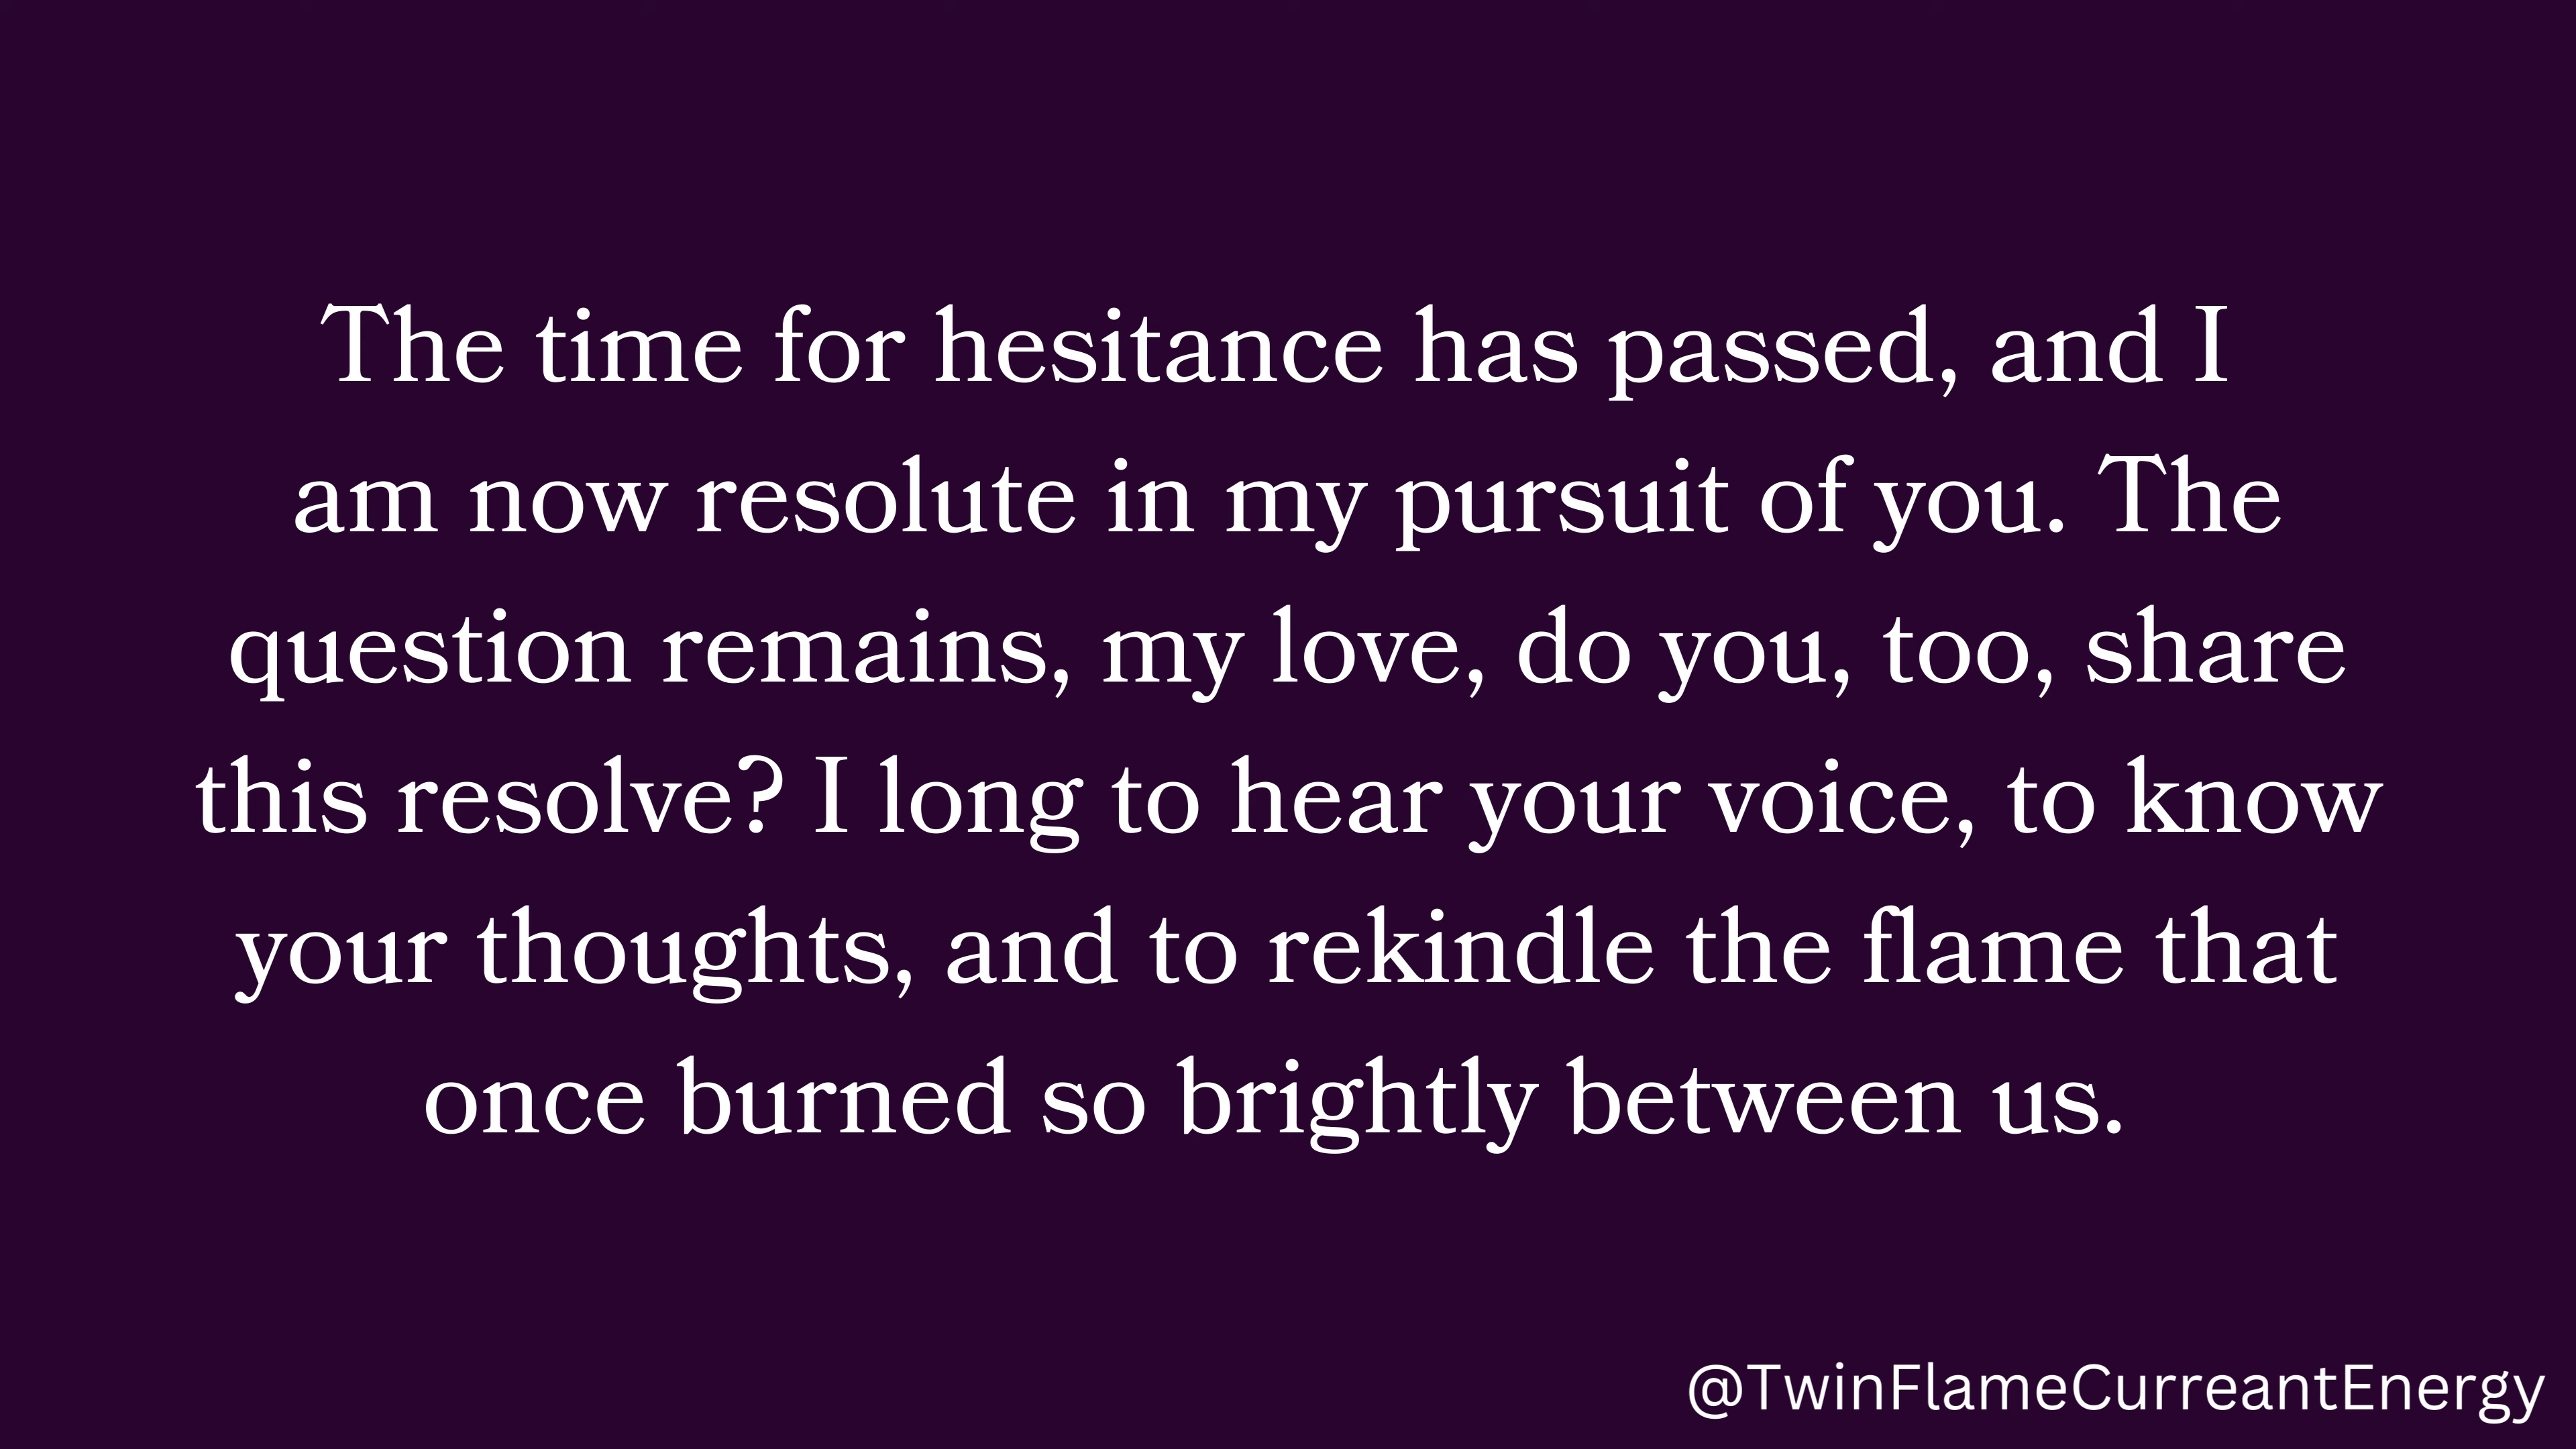 The time for hesitance has passed, and I
am now resolute in my pursuit of you. The
question remains, my love, do you, too, share
this resolve? I long to hear your voice, to know
your thoughts, and to rekindle the flame that
once burned so brightly between us.
@TwinFlameCurreantEnergy